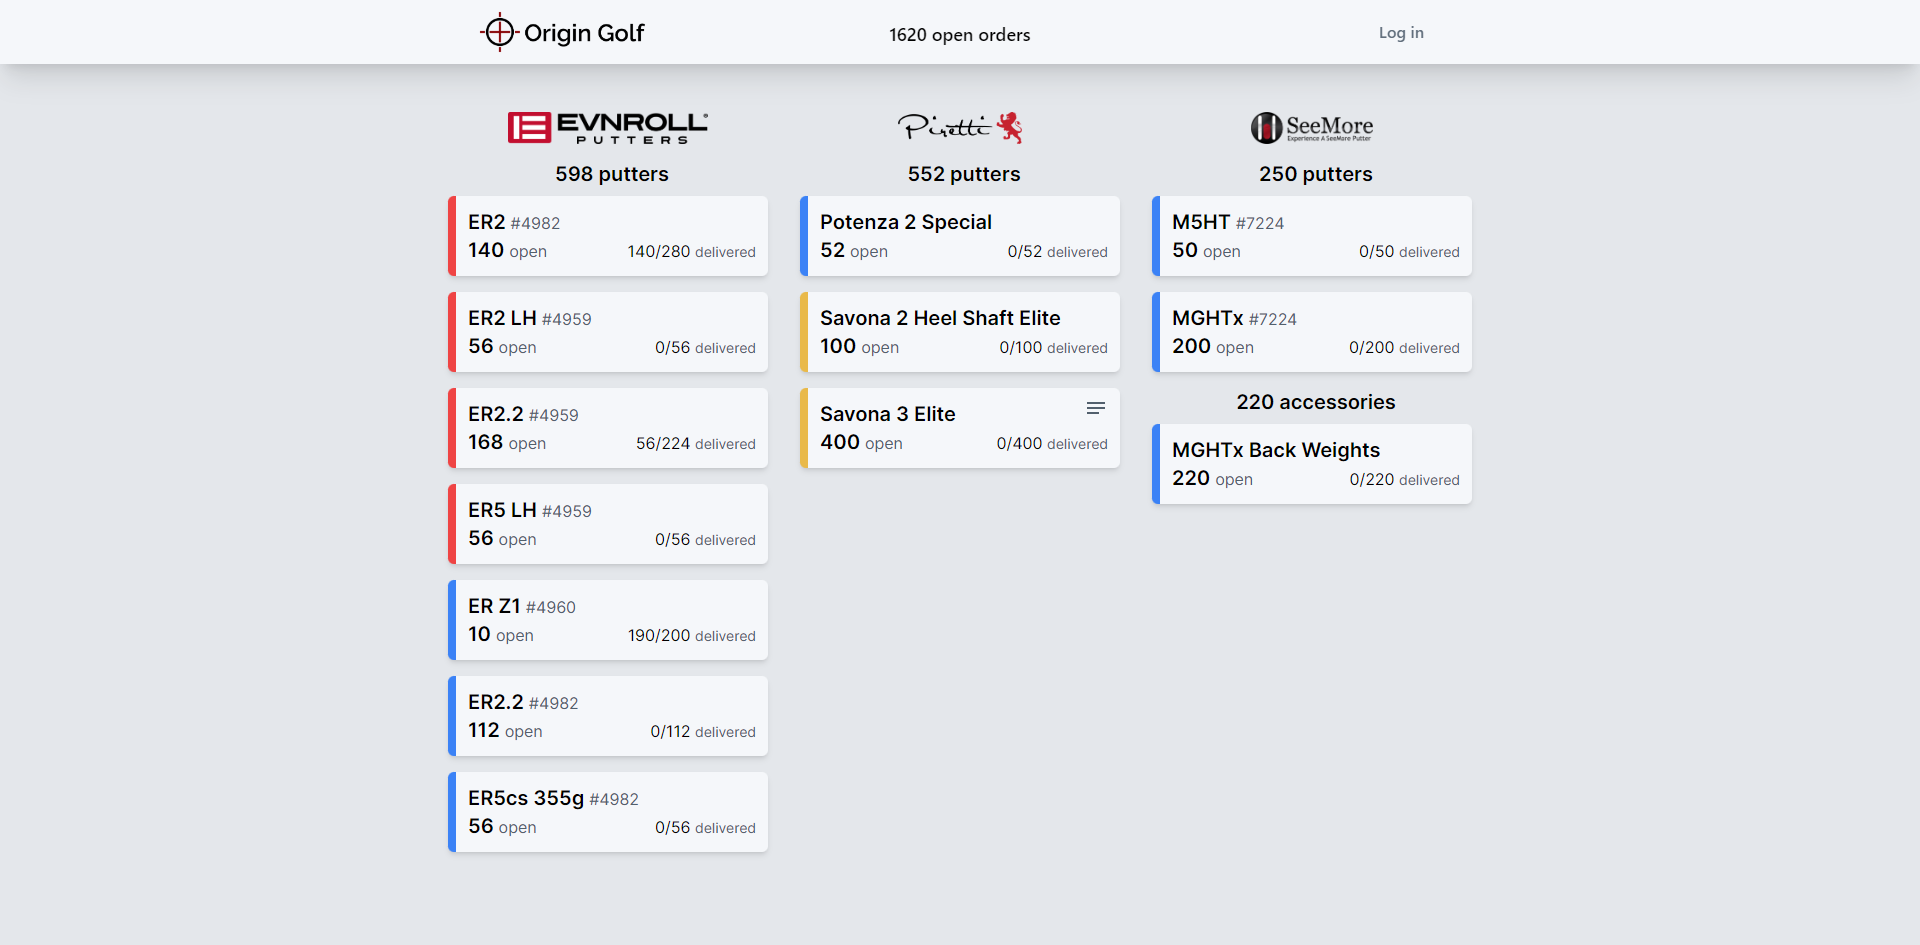 Origin Golf
1620 open orders
Log in
EVNROLL
PUTTERS
598 putters
ER2 #4982
140 open 140/280 delivered
ER2 LH #4959
56 open 0/56 delivered
ER2.2 #4959
168 open 56/224 delivered
ER5 LH #4959
56 open 0/56 delivered
ER Z1 #4960
10 open 190/200 delivered
ER2.2 #4982
112 open 0/112 delivered
ER5cs 355g #4982
56 open 0/56 delivered
Piretti
552 putters
Potenza 2 Special
52 open 0/52 delivered
Savona 2 Heel Shaft Elite
100 open 0/100 delivered
Savona 3 Elite
400 open 0/400 delivered
SeeMore
Experience A SeeMore Putter
250 putters
M5HT #7224
50 open 0/50 delivered
MGHTx #7224
200 open 0/200 delivered
220 accessories
MGHTx Back Weights
220 open 0/220 delivered